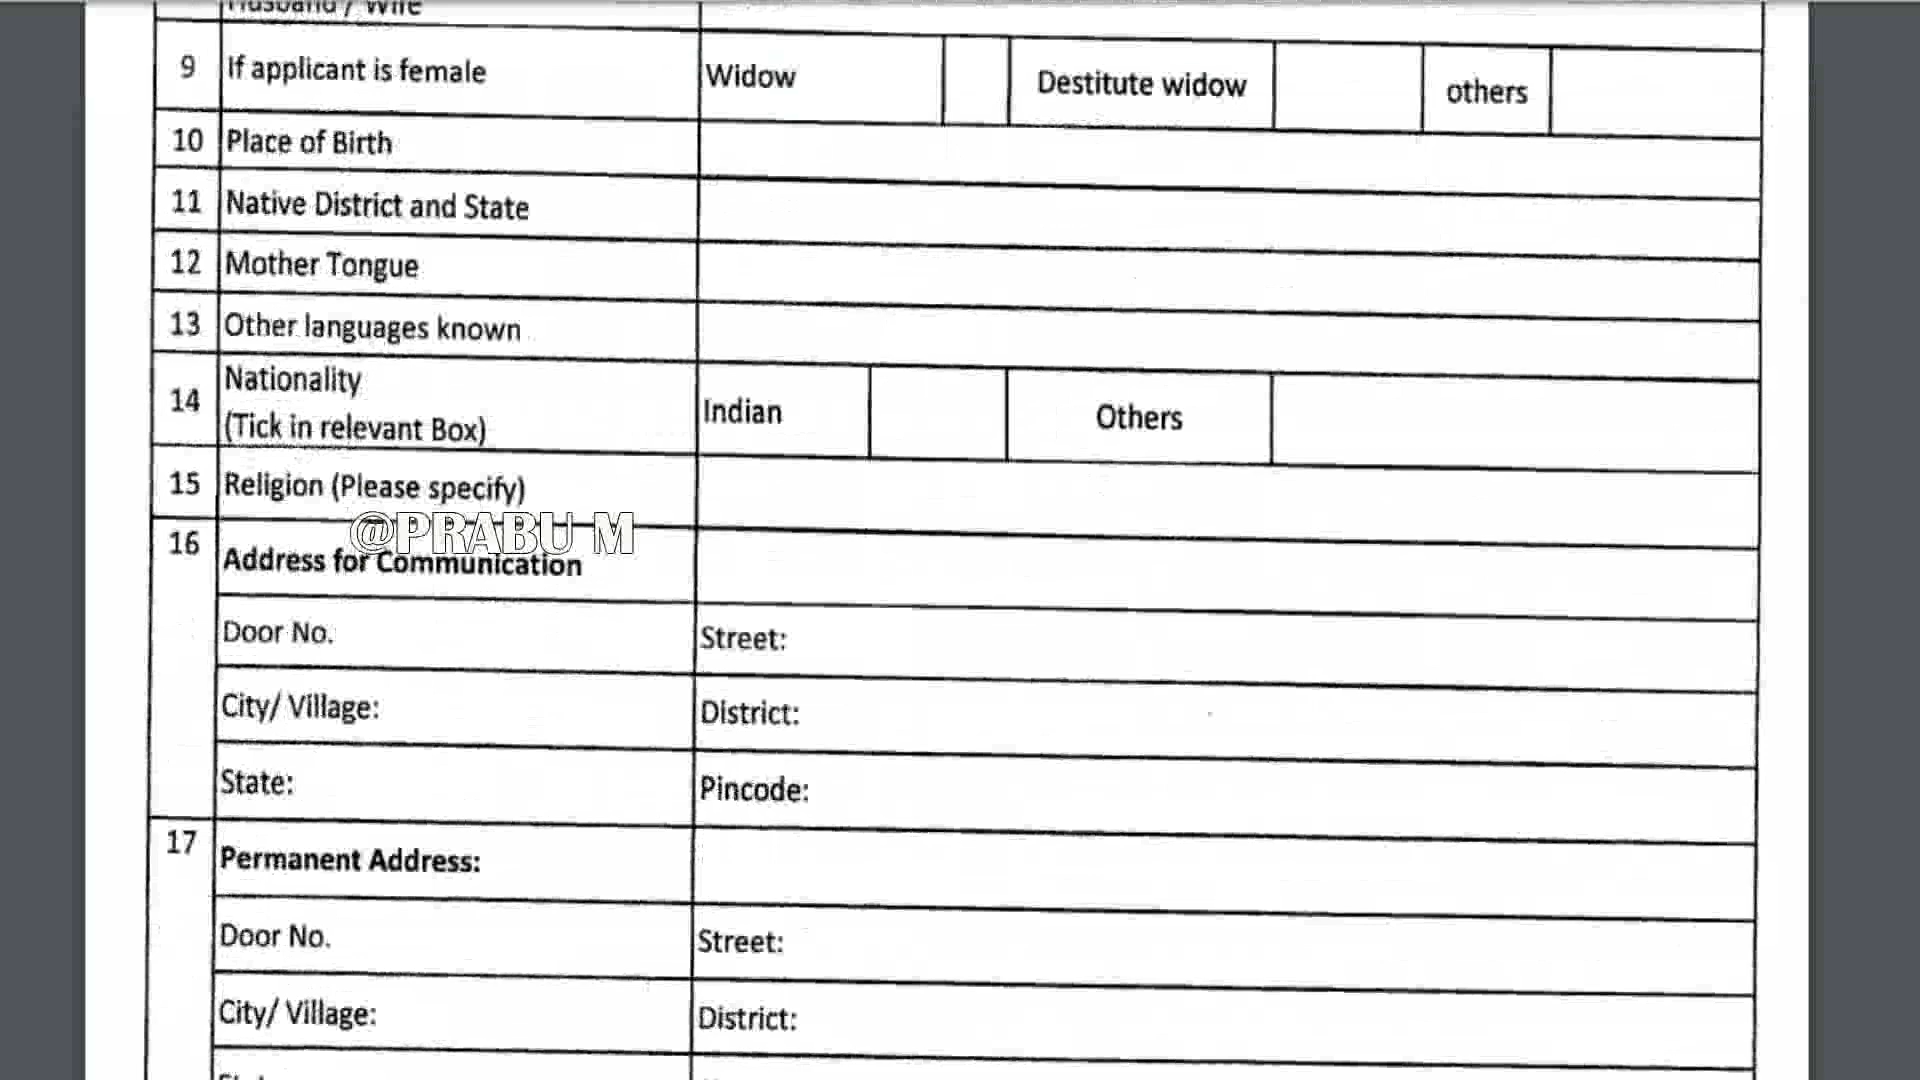 Husband / Wife
9 If applicant is female Widow Destitute widow others
10 Place of Birth
11 Native District and State
12 Mother Tongue
13 Other languages known
14 Nationality
(Tick in relevant Box) Indian Others
15 Religion (Please specify)
@PRABU M
16 Address for Communication
Door No. Street:
City/ Village: District:
State: Pincode:
17 Permanent Address:
Door No. Street:
City/ Village: District: